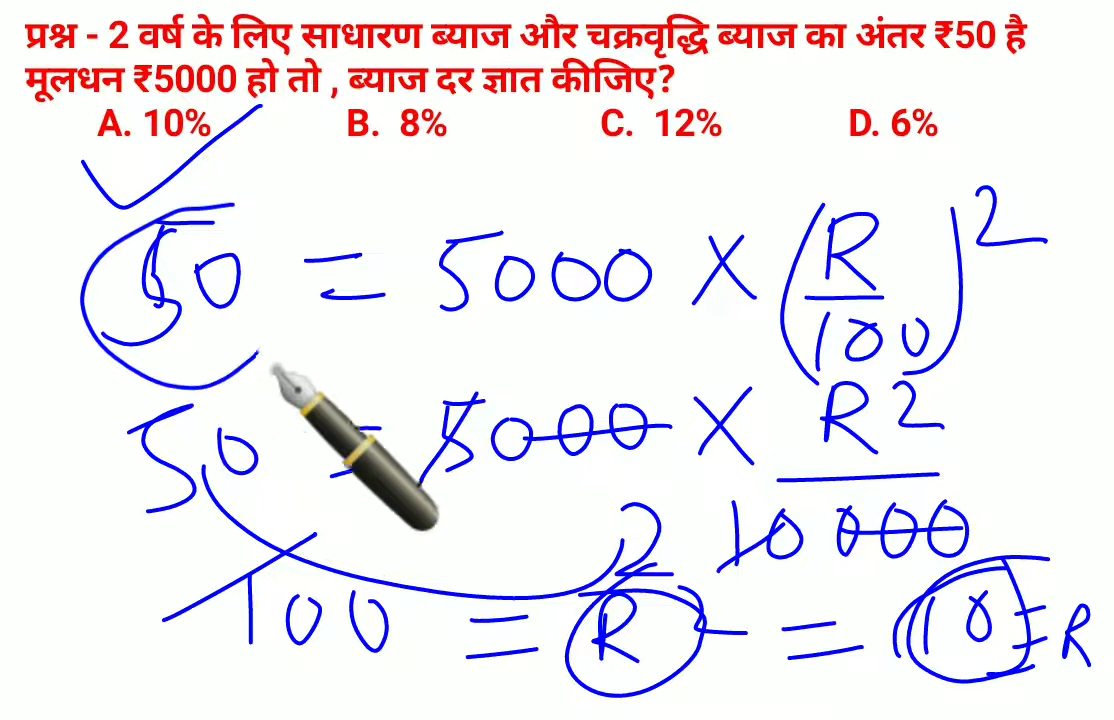 प्रश्न - 2 वर्ष के लिए साधारण ब्याज और चक्रवृद्धि ब्याज का अंतर ₹50 है
मूलधन ₹5000 हो तो , ब्याज दर ज्ञात कीजिए?
A. 10% B. 8% C. 12% D. 6%
50 = 5000 × (R/100)²
50 = 5000 × R²/10000
2
100 = R² = 10 = R